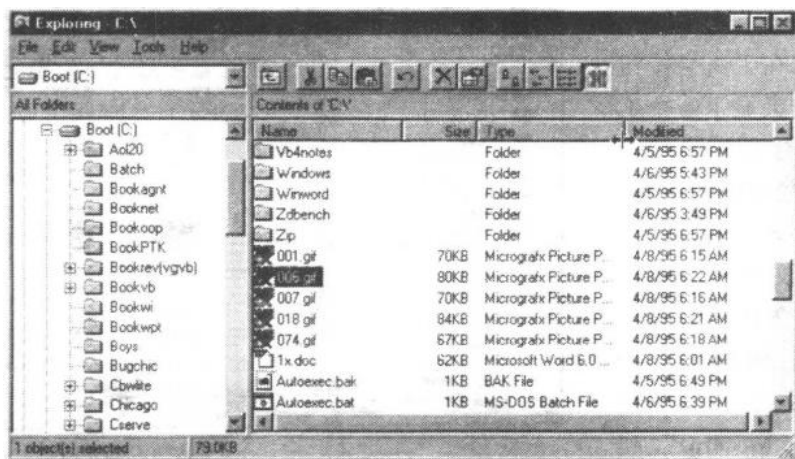 Exploring - C:\
File Edit View Tools Help
Boot (C:)
All Folders
Contents of 'C:\'
Boot (C:)
Aol20
Batch
Bookagnt
Booknet
Bookoop
BookPTK
Bookrev(vgvb)
Bookvb
Bookwi
Bookwpt
Boys
Bugchic
Cbwlite
Chicago
Cserve
Name Size Type Modified
Vb4notes Folder 4/5/95 6:57 PM
Windows Folder 4/6/95 5:43 PM
Winword Folder 4/5/95 6:57 PM
Zdbench Folder 4/6/95 3:49 PM
Zip Folder 4/5/95 6:57 PM
001.gif 70KB Micrografx Picture P...
4/8/95 6:15 AM
006.gif 80KB Micrografx Picture P...
4/8/95 6:22 AM
007.gif 70KB Micrografx Picture P...
4/8/95 6:16 AM
018.gif 84KB Micrografx Picture P...
4/8/95 6:21 AM
074.gif 67KB Micrografx Picture P...
4/8/95 6:18 AM
1x.doc 62KB Microsoft Word 6.0 ...
4/8/95 6:01 AM
Autoexec.bak 1KB BAK File 4/5/95 6:49 PM
Autoexec.bat 1KB MS-DOS Batch File 4/6/95 6:39 PM
1 object(s) selected 79.0KB